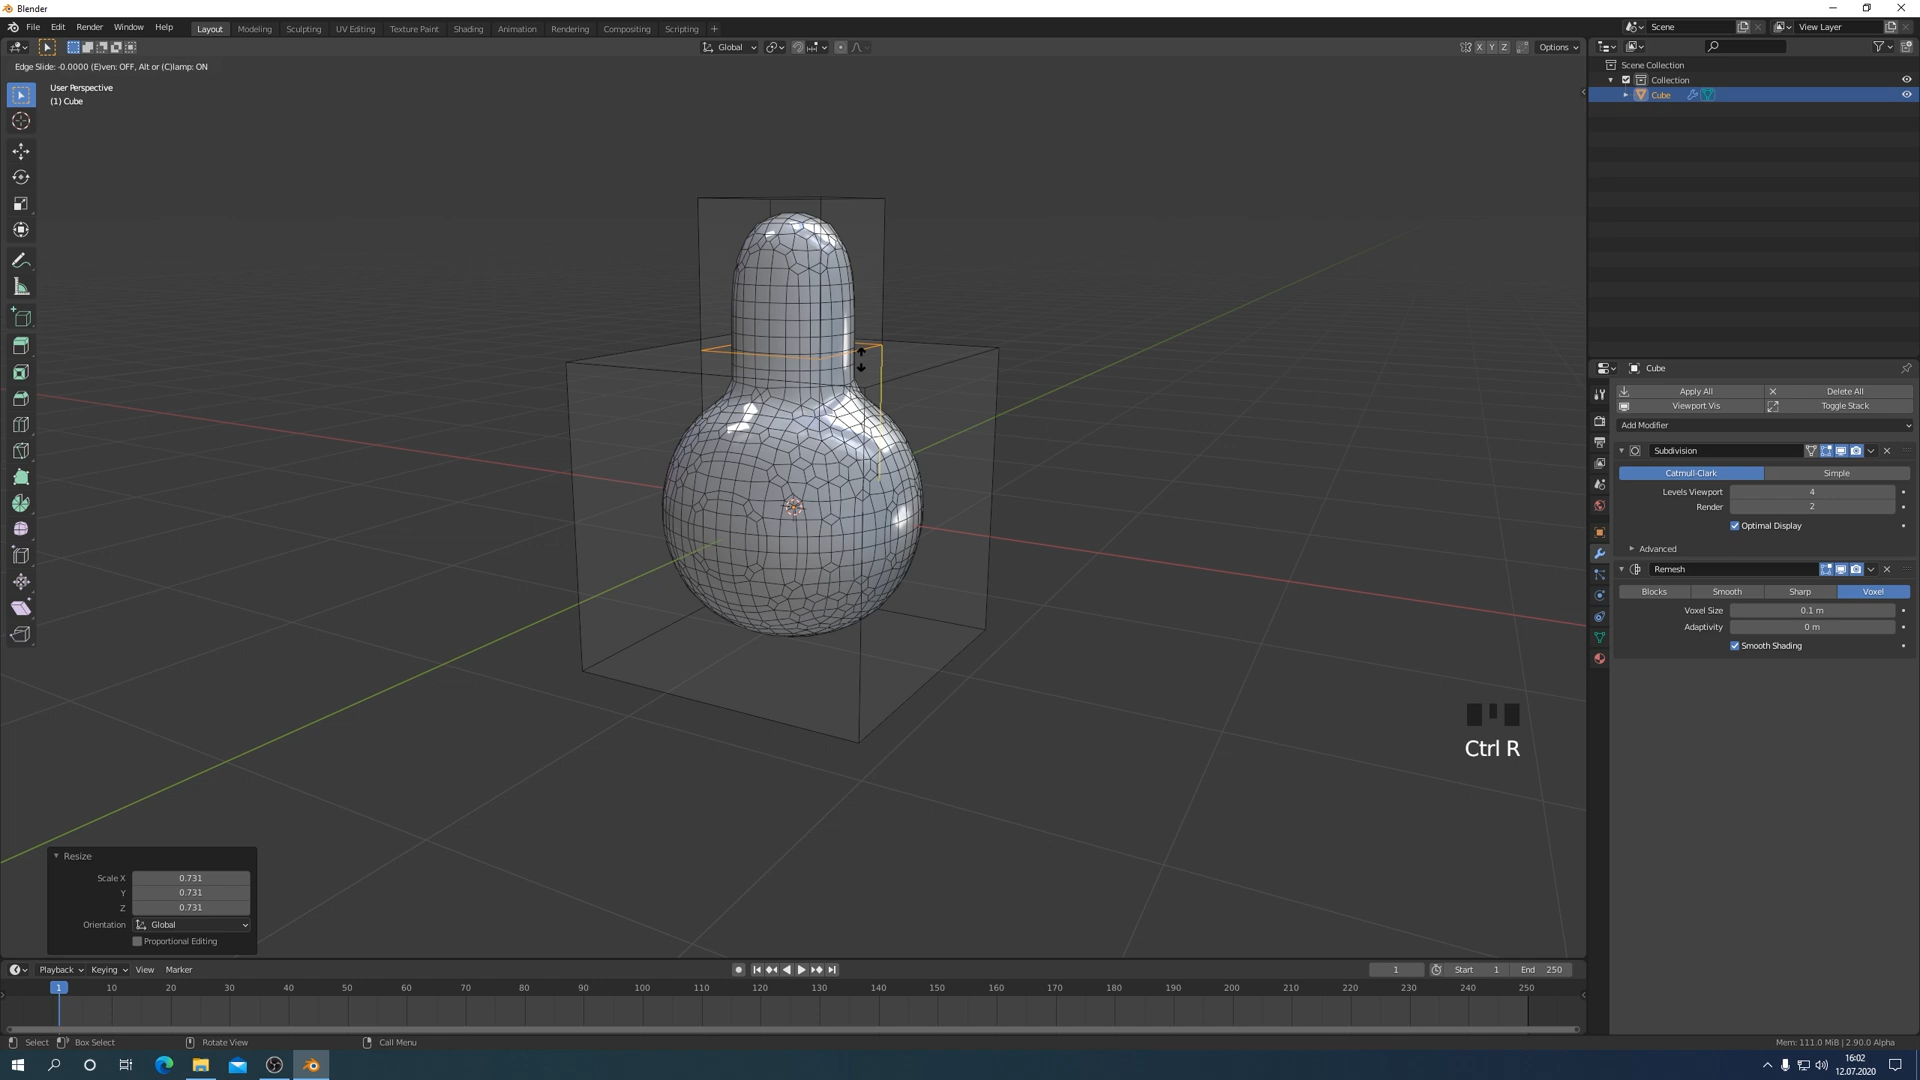 Blender
File Edit Render Window Help
Layout Modeling Sculpting UV Editing Texture Paint Shading Animation Rendering Compositing Scripting +
Scene
View Layer
Global
X Y Z
Options
Edge Slide: -0.0000 (E)ven: OFF, Alt or (C)lamp: ON
User Perspective
(1) Cube
Scene Collection
Collection
Cube
Cube
Apply All
Delete All
Viewport Vis
Toggle Stack
Add Modifier
Subdivision
Catmull-Clark Simple
Levels Viewport 4
Render 2
Optimal Display
Advanced
Remesh
Blocks Smooth Sharp Voxel
Voxel Size 0.1 m
Adaptivity 0 m
Smooth Shading
Ctrl R
Resize
Scale X 0.731
Y 0.731
Z 0.731
Orientation Global
Proportional Editing
Playback Keying View Marker
1
Start 1
End 250
1 10 20 30 40 50 60 70 80 90 100 110 120 130 140 150 160 170 180 190 200 210 220 230 240 250
Select Box Select Rotate View Call Menu
Mem: 111.0 MiB | 2.90.0 Alpha
16:02
12.07.2020